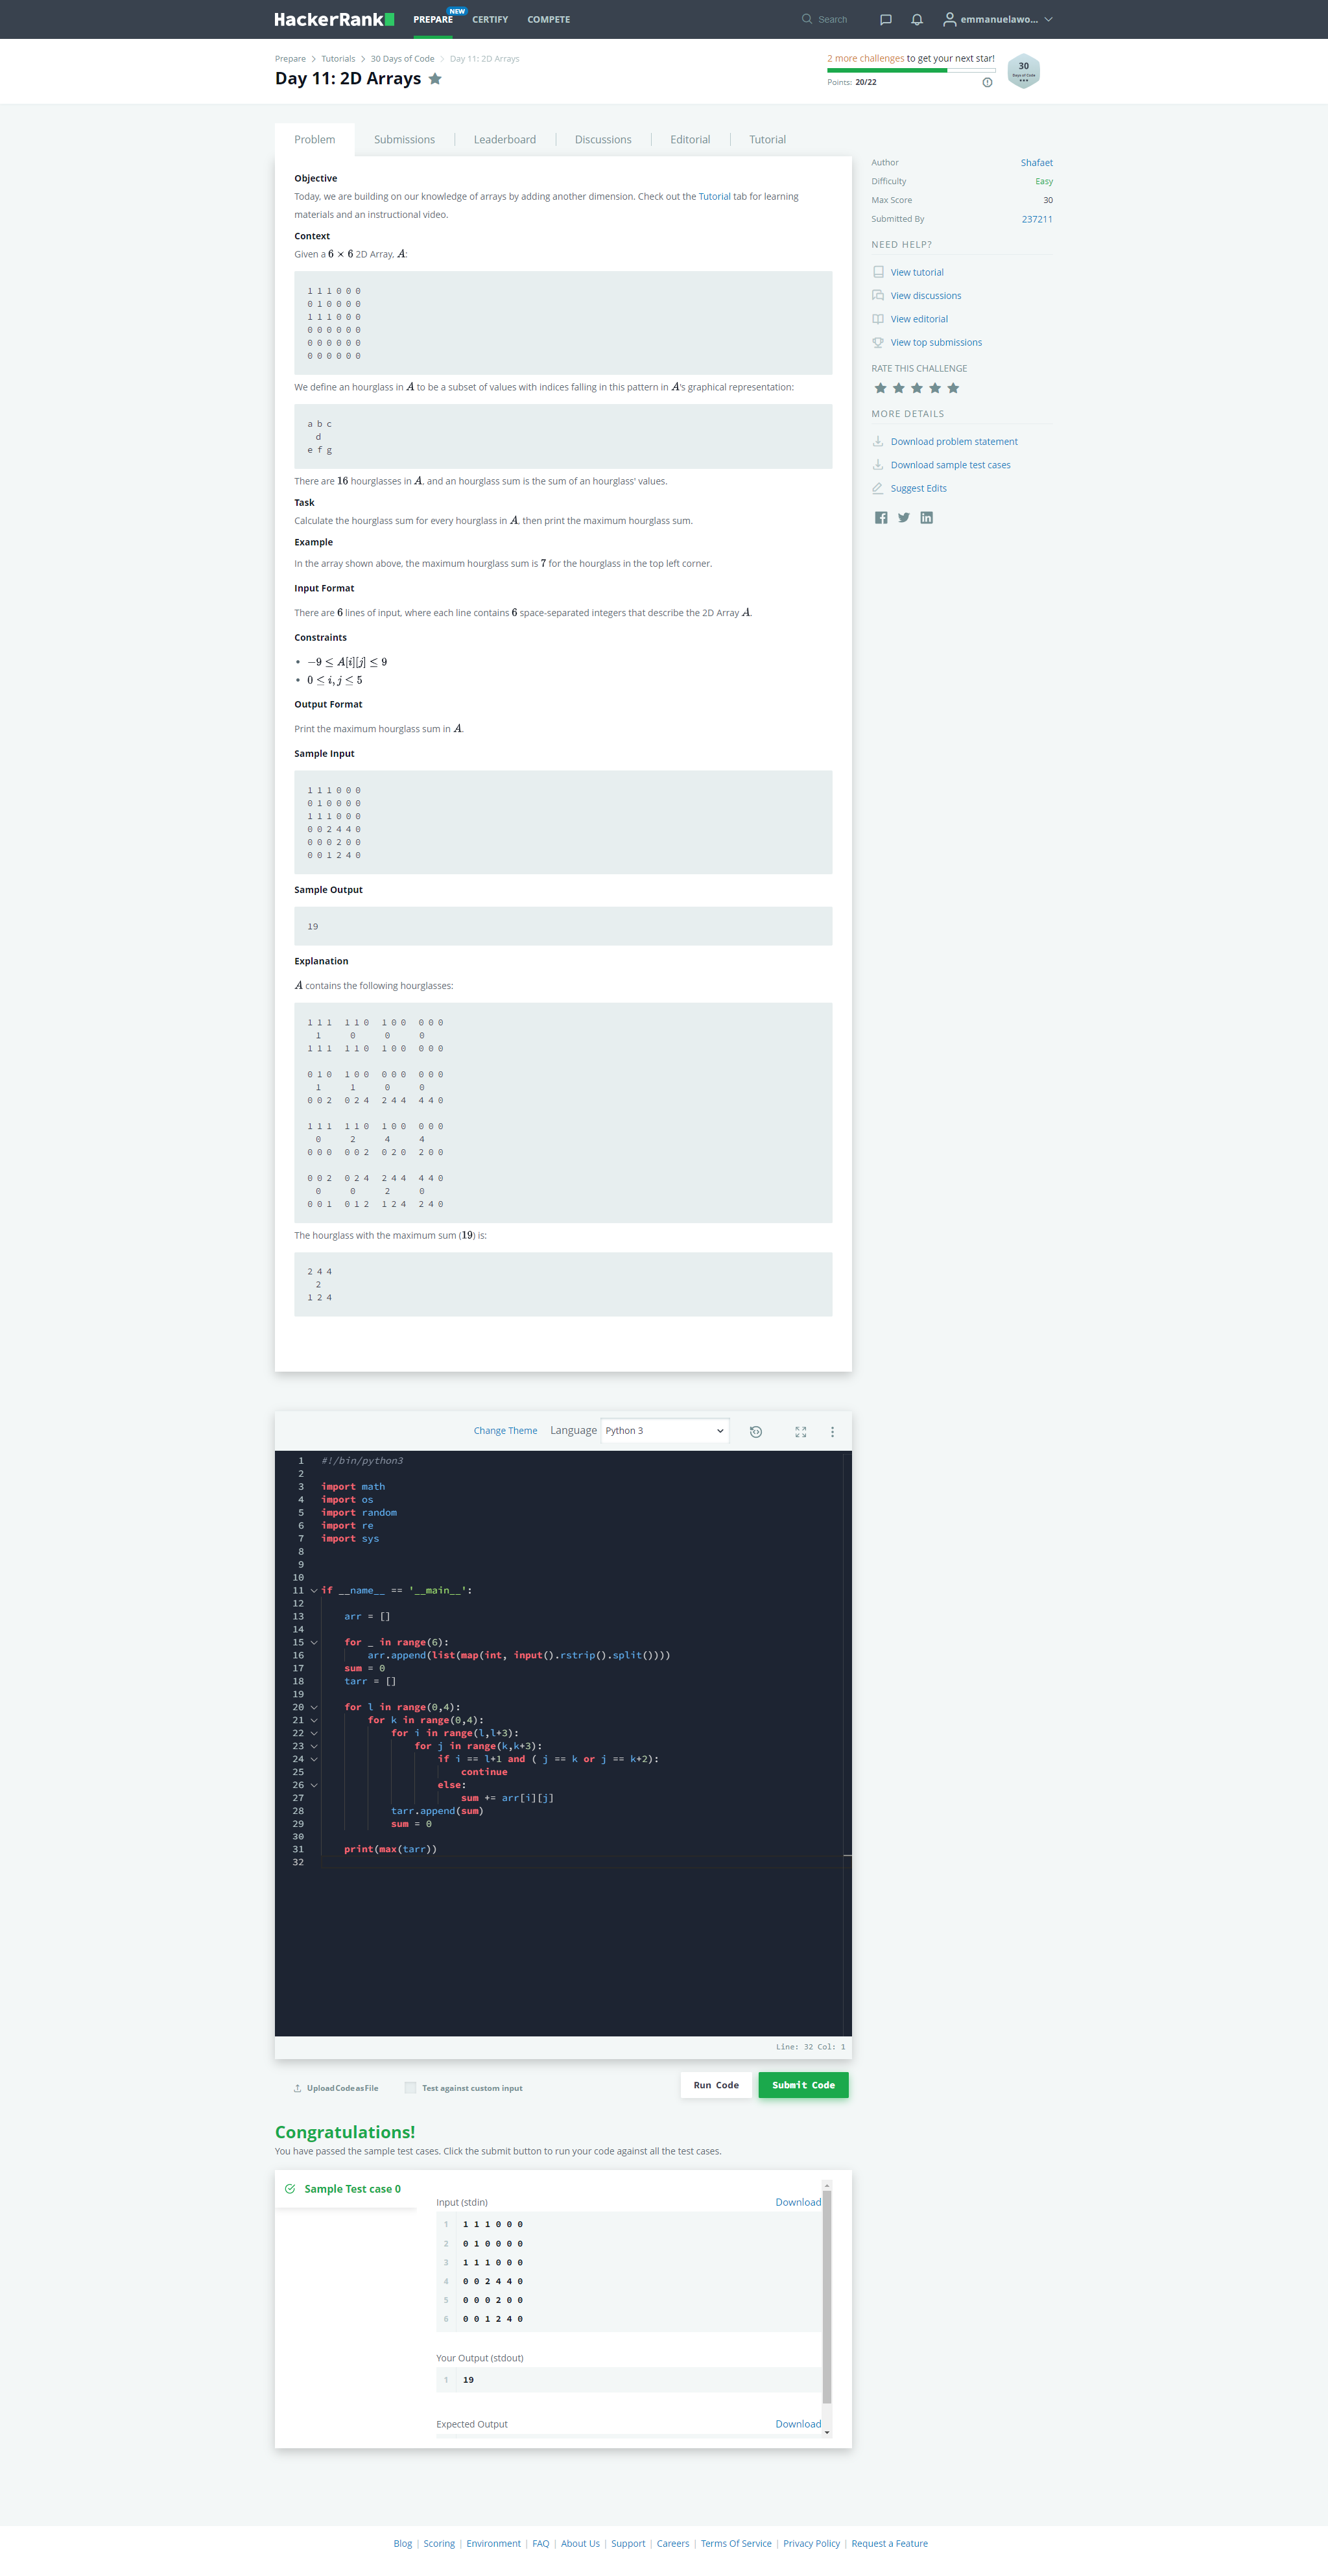 HackerRank PREPARE NEW CERTIFY COMPETE Search emmanuelawo...
Prepare > Tutorials > 30 Days of Code > Day 11: 2D Arrays
Day 11: 2D Arrays
2 more challenges to get your next star!
Points: 20/22
30
Days of Code
Problem Submissions Leaderboard Discussions Editorial Tutorial
Objective
Today, we are building on our knowledge of arrays by adding another dimension. Check out the Tutorial tab for learning
materials and an instructional video.
Context
Given a 6 × 6 2D Array, A:
1 1 1 0 0 0
0 1 0 0 0 0
1 1 1 0 0 0
0 0 0 0 0 0
0 0 0 0 0 0
0 0 0 0 0 0
We define an hourglass in A to be a subset of values with indices falling in this pattern in A's graphical representation:
a b c
d
e f g
There are 16 hourglasses in A. and an hourglass sum is the sum of an hourglass' values.
Task
Calculate the hourglass sum for every hourglass in A, then print the maximum hourglass sum.
Example
In the array shown above, the maximum hourglass sum is 7 for the hourglass in the top left corner.
Input Format
There are 6 lines of input, where each line contains 6 space-separated integers that describe the 2D Array A.
Constraints
• −9 ≤ A[i][j] ≤ 9
• 0 ≤ i, j ≤ 5
Output Format
Print the maximum hourglass sum in A.
Sample Input
1 1 1 0 0 0
0 1 0 0 0 0
1 1 1 0 0 0
0 0 2 4 4 0
0 0 0 2 0 0
0 0 1 2 4 0
Sample Output
19
Explanation
A contains the following hourglasses:
1 1 1 1 1 0 1 0 0 0 0 0
1 0 0 0
1 1 1 1 1 0 1 0 0 0 0 0
0 1 0 1 0 0 0 0 0 0 0 0
1 1 0 0
0 0 2 0 2 4 2 4 4 4 4 0
1 1 1 1 1 0 1 0 0 0 0 0
0 2 4 4
0 0 0 0 0 2 0 2 0 2 0 0
0 0 2 0 2 4 2 4 4 4 4 0
0 0 2 0
0 0 1 0 1 2 1 2 4 2 4 0
The hourglass with the maximum sum (19) is:
2 4 4
2
1 2 4
Author Shafaet
Difficulty Easy
Max Score 30
Submitted By 237211
NEED HELP?
View tutorial
View discussions
View editorial
View top submissions
RATE THIS CHALLENGE
MORE DETAILS
Download problem statement
Download sample test cases
Suggest Edits
Change Theme Language Python 3
1 #!/bin/python3
2
3 import math
4 import os
5 import random
6 import re
7 import sys
8
9
10
11 if __name__ == '__main__':
12
13 arr = []
14
15 for _ in range(6):
16 arr.append(list(map(int, input().rstrip().split())))
17 sum = 0
18 tarr = []
19
20 for l in range(0,4):
21 for k in range(0,4):
22 for i in range(l,l+3):
23 for j in range(k,k+3):
24 if i == l+1 and ( j == k or j == k+2):
25 continue
26 else:
27 sum += arr[i][j]
28 tarr.append(sum)
29 sum = 0
30
31 print(max(tarr))
32
Line: 32 Col: 1
Upload Code as File Test against custom input Run Code Submit Code
Congratulations!
You have passed the sample test cases. Click the submit button to run your code against all the test cases.
Sample Test case 0
Input (stdin) Download
1 1 1 1 0 0 0
2 0 1 0 0 0 0
3 1 1 1 0 0 0
4 0 0 2 4 4 0
5 0 0 0 2 0 0
6 0 0 1 2 4 0
Your Output (stdout)
1 19
Expected Output Download
Blog | Scoring | Environment | FAQ | About Us | Support | Careers | Terms Of Service | Privacy Policy | Request a Feature